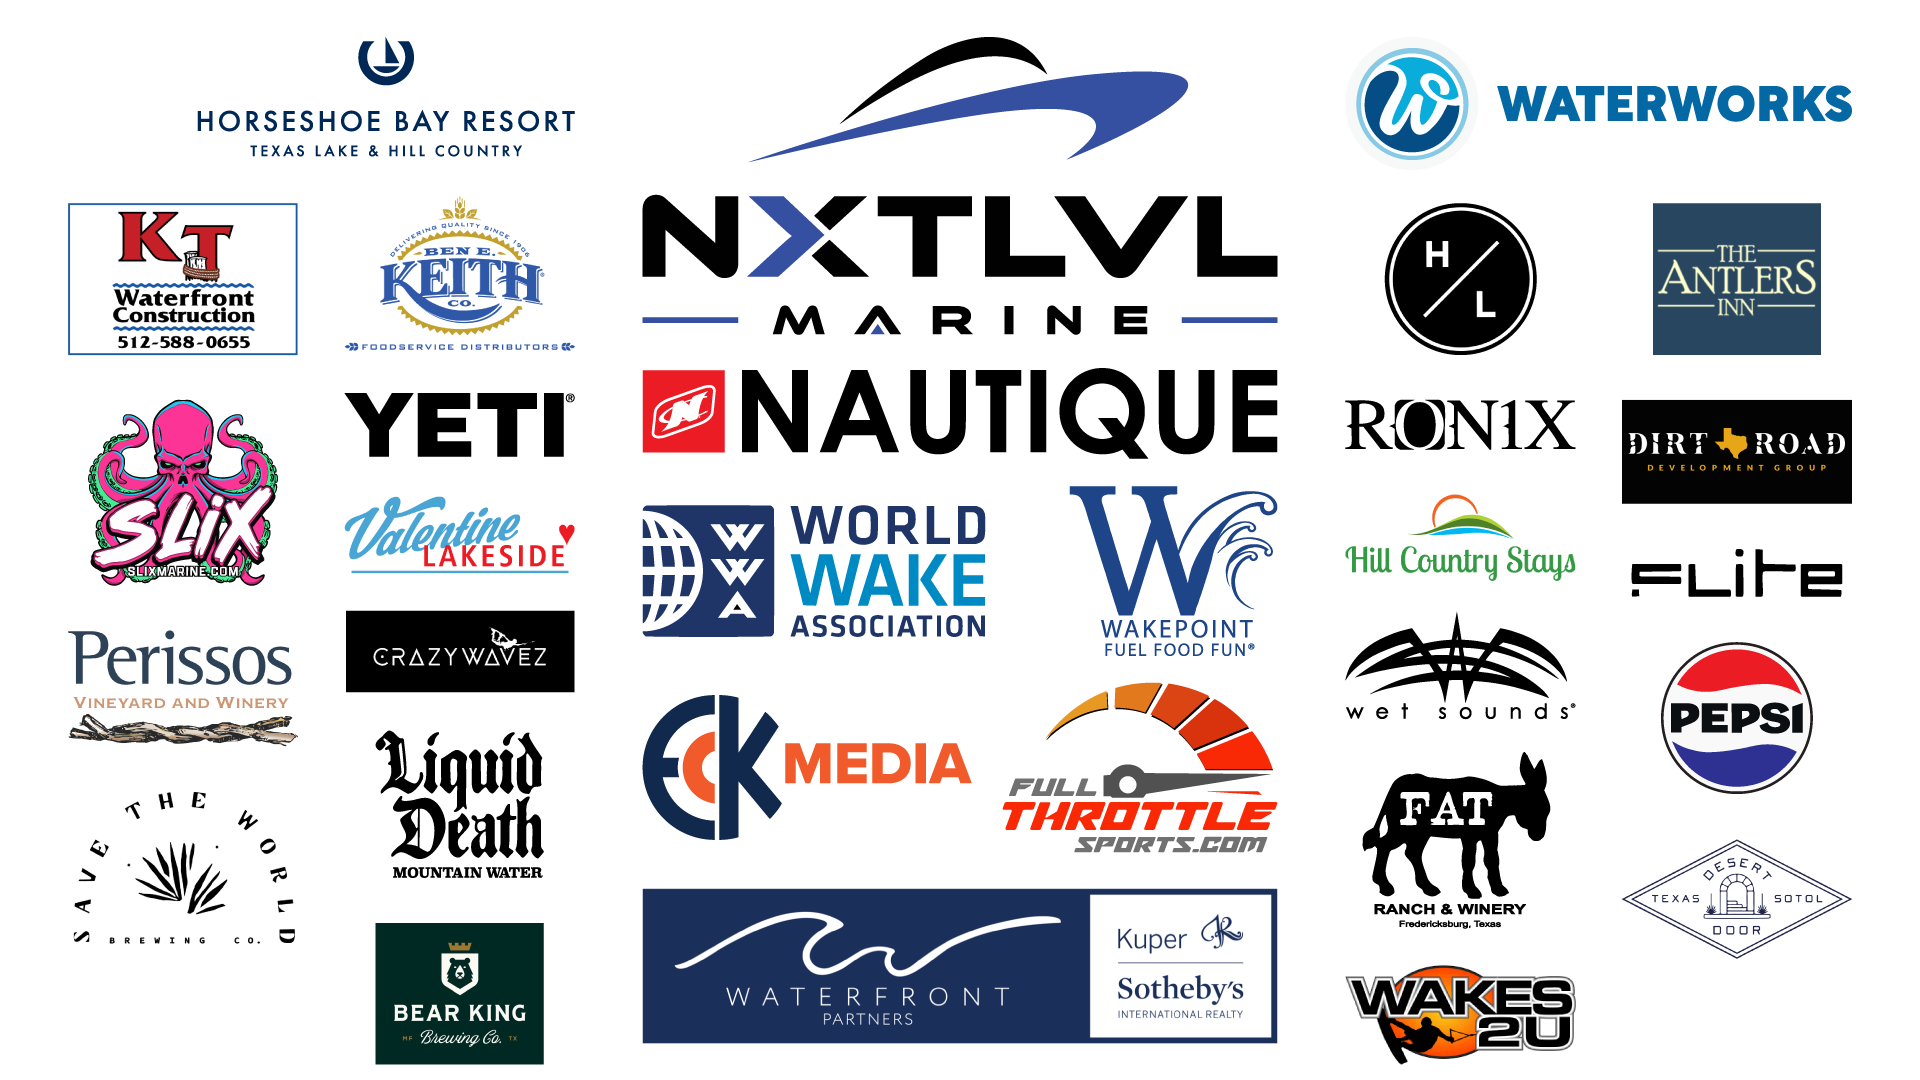 HORSESHOE BAY RESORT
TEXAS LAKE & HILL COUNTRY
NXTLVL
MARINE
W WATERWORKS
KT
Waterfront
Construction
512-588-0655
DELIVERING QUALITY SINCE 1906
BEN E.
KEITH®
CO.
FOODSERVICE DISTRIBUTORS
H/L
THE
ANTLERS
INN
N NAUTIQUE
SLiX
SLIXMARINE.COM
YETI®
RON1X
DIRT ROAD
DEVELOPMENT GROUP
Valentine
LAKESIDE
WWA
WORLD
WAKE
ASSOCIATION
W
WAKEPOINT
FUEL FOOD FUN®
Hill Country Stays
FLITE
Perissos
VINEYARD AND WINERY
CRAZYWAVEZ
wet sounds®
PEPSI
ECK MEDIA
FULL
THROTTLE
SPORTS.COM
Liquid
Death
MOUNTAIN WATER
FAT
RANCH & WINERY
Fredericksburg, Texas
SAVE THE WORLD
BREWING CO.
DESERT
TEXAS SOTOL
DOOR
BEAR KING
MF Brewing Co. TX
WATERFRONT
PARTNERS
Kuper R
Sotheby's
INTERNATIONAL REALTY
WAKES
2U